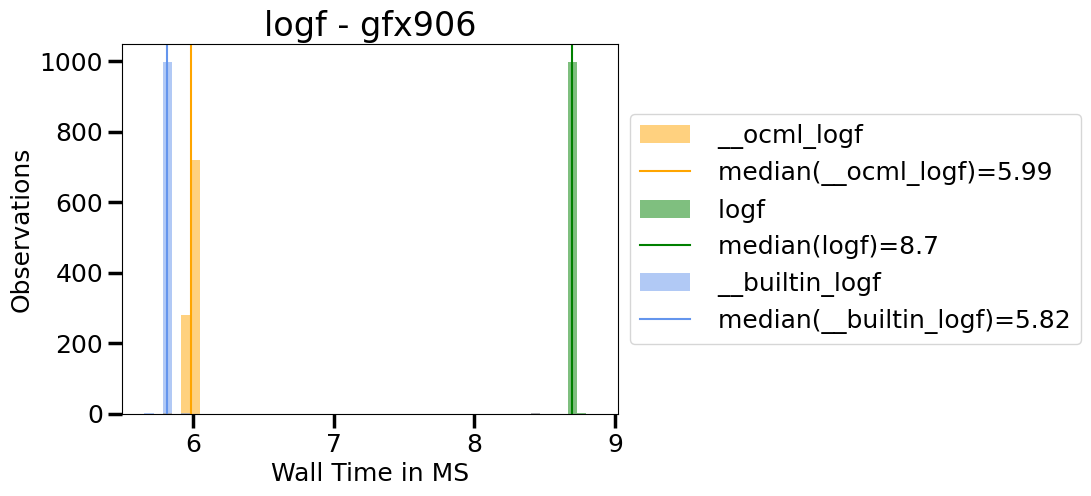 logf - gfx906
1000
800
600
400
200
0
Observations
6
7
8
9
Wall Time in MS
__ocml_logf
median(__ocml_logf)=5.99
logf
median(logf)=8.7
__builtin_logf
median(__builtin_logf)=5.82